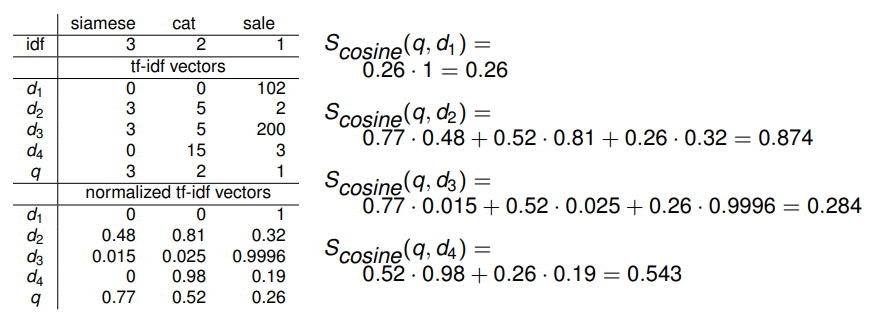 siamese cat sale
idf 3 2 1
tf-idf vectors
d1 0 0 102
d2 3 5 2
d3 3 5 200
d4 0 15 3
q 3 2 1
normalized tf-idf vectors
d1 0 0 1
d2 0.48 0.81 0.32
d3 0.015 0.025 0.9996
d4 0 0.98 0.19
q 0.77 0.52 0.26
Scosine(q, d1) =
0.26 · 1 = 0.26
Scosine(q, d2) =
0.77 · 0.48 + 0.52 · 0.81 + 0.26 · 0.32 = 0.874
Scosine(q, d3) =
0.77 · 0.015 + 0.52 · 0.025 + 0.26 · 0.9996 = 0.284
Scosine(q, d4) =
0.52 · 0.98 + 0.26 · 0.19 = 0.543